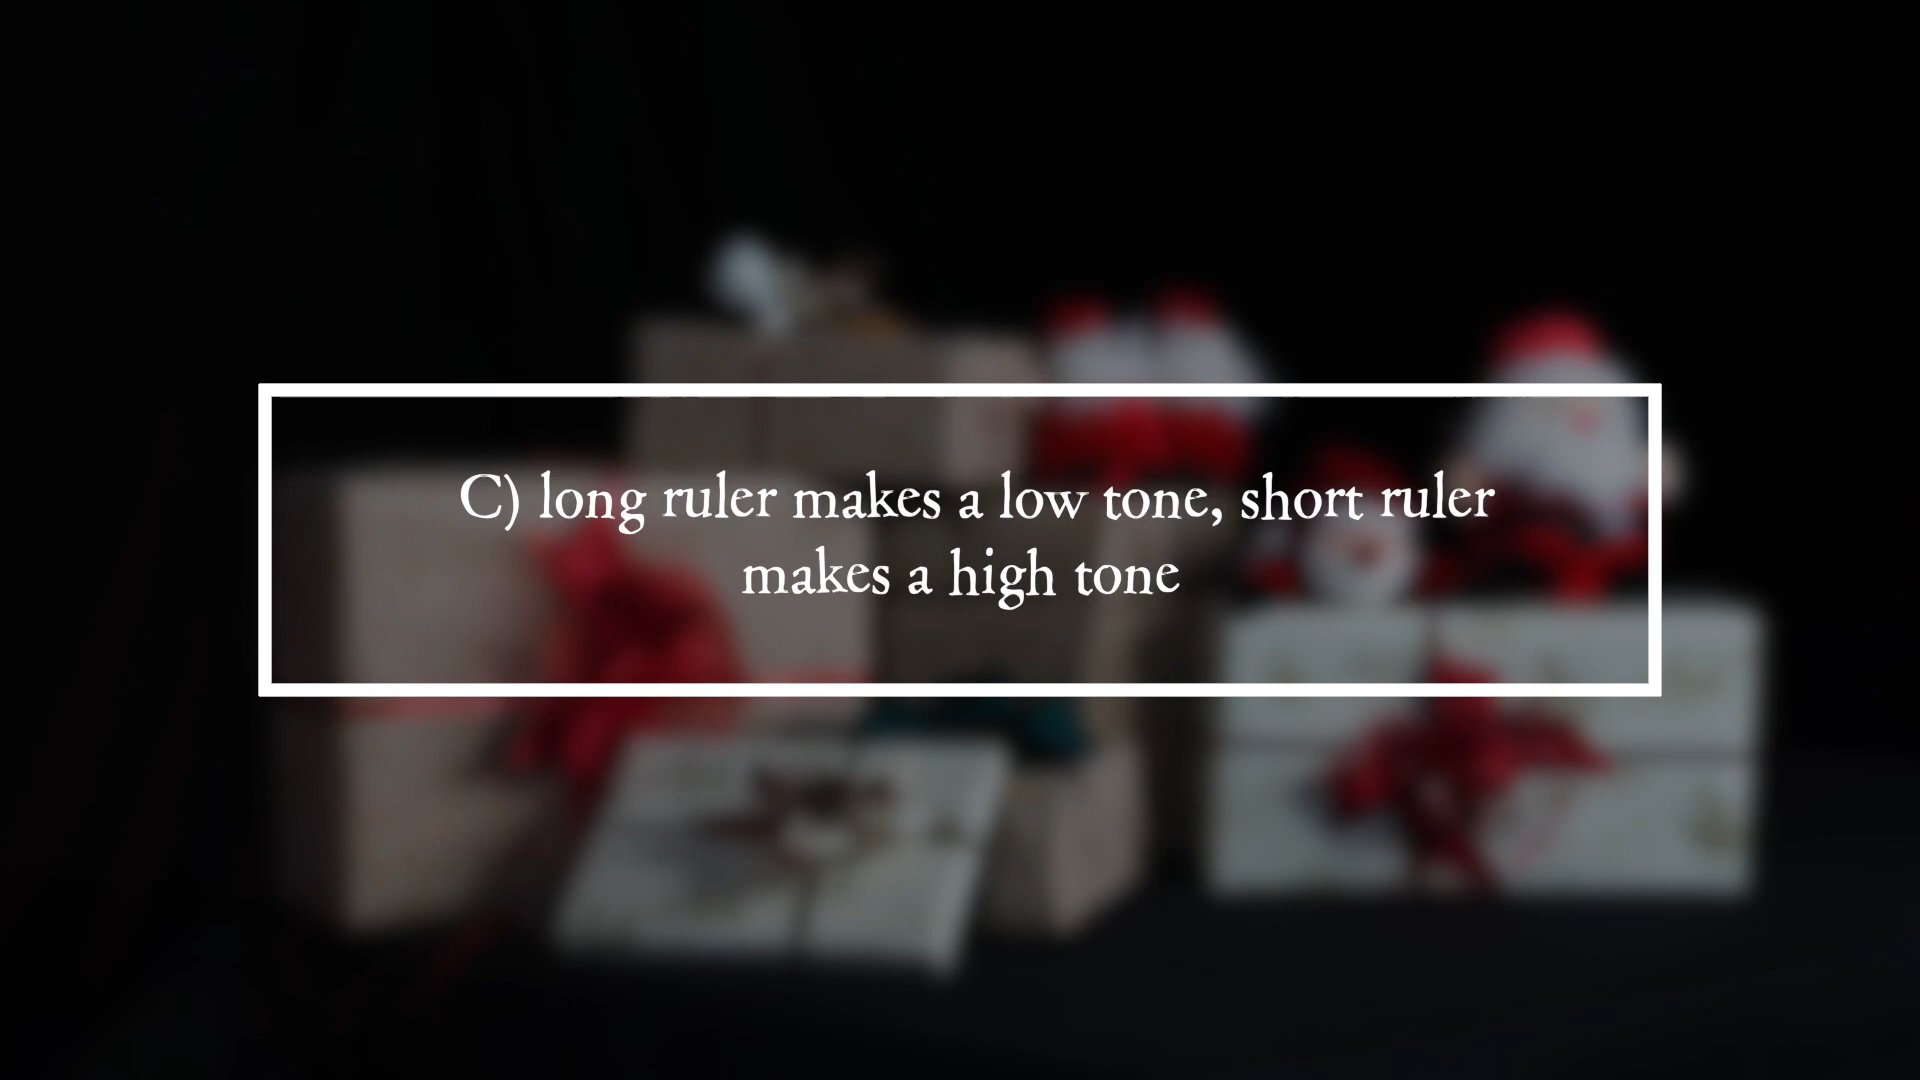 C) long ruler makes a low tone, short ruler
makes a high tone